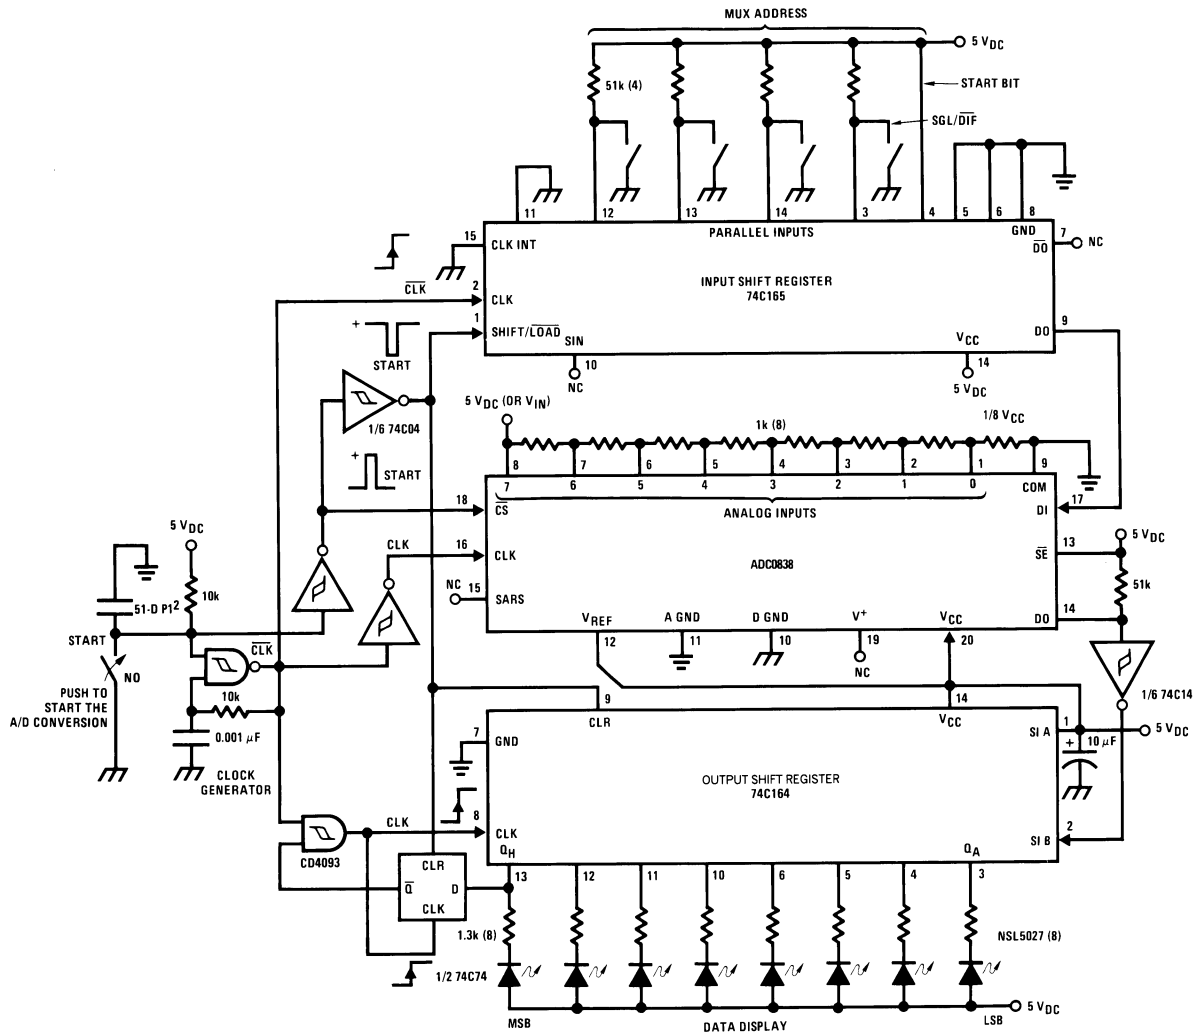 MUX ADDRESS
5 VDC
51k (4)
START BIT
SGL/DIF
11
12
13
14
3
4
5
6
8
PARALLEL INPUTS
GND
15
CLK INT
7
DO
NC
INPUT SHIFT REGISTER
74C165
CLK
2
CLK
1
SHIFT/LOAD
SIN
VCC
DO
9
+
START
10
NC
14
5 VDC
1/6 74C04
5 VDC (OR VIN)
1k (8)
1/8 VCC
+
START
8
7
6
5
4
3
2
1
9
7
6
5
4
3
2
1
0
COM
18
CS
ANALOG INPUTS
DI
17
5 VDC
CLK
16
CLK
ADC0838
SE
13
5 VDC
51k
NC
15
SARS
DO
14
VREF
A GND
D GND
V+
VCC
12
11
10
19
20
NC
1/6 74C14
51-D P1²
10k
START
CLK
NO
PUSH TO
START THE
A/D CONVERSION
10k
0.001 µF
CLOCK
GENERATOR
9
CLR
14
VCC
7
GND
SI A
1
5 VDC
+
10 µF
OUTPUT SHIFT REGISTER
74C164
CLK
8
CLK
SI B
2
CD4093
QH
QA
13
12
11
10
6
5
4
3
CLR
Q
D
CLK
1.3k (8)
NSL5027 (8)
1/2 74C74
5 VDC
MSB
DATA DISPLAY
LSB